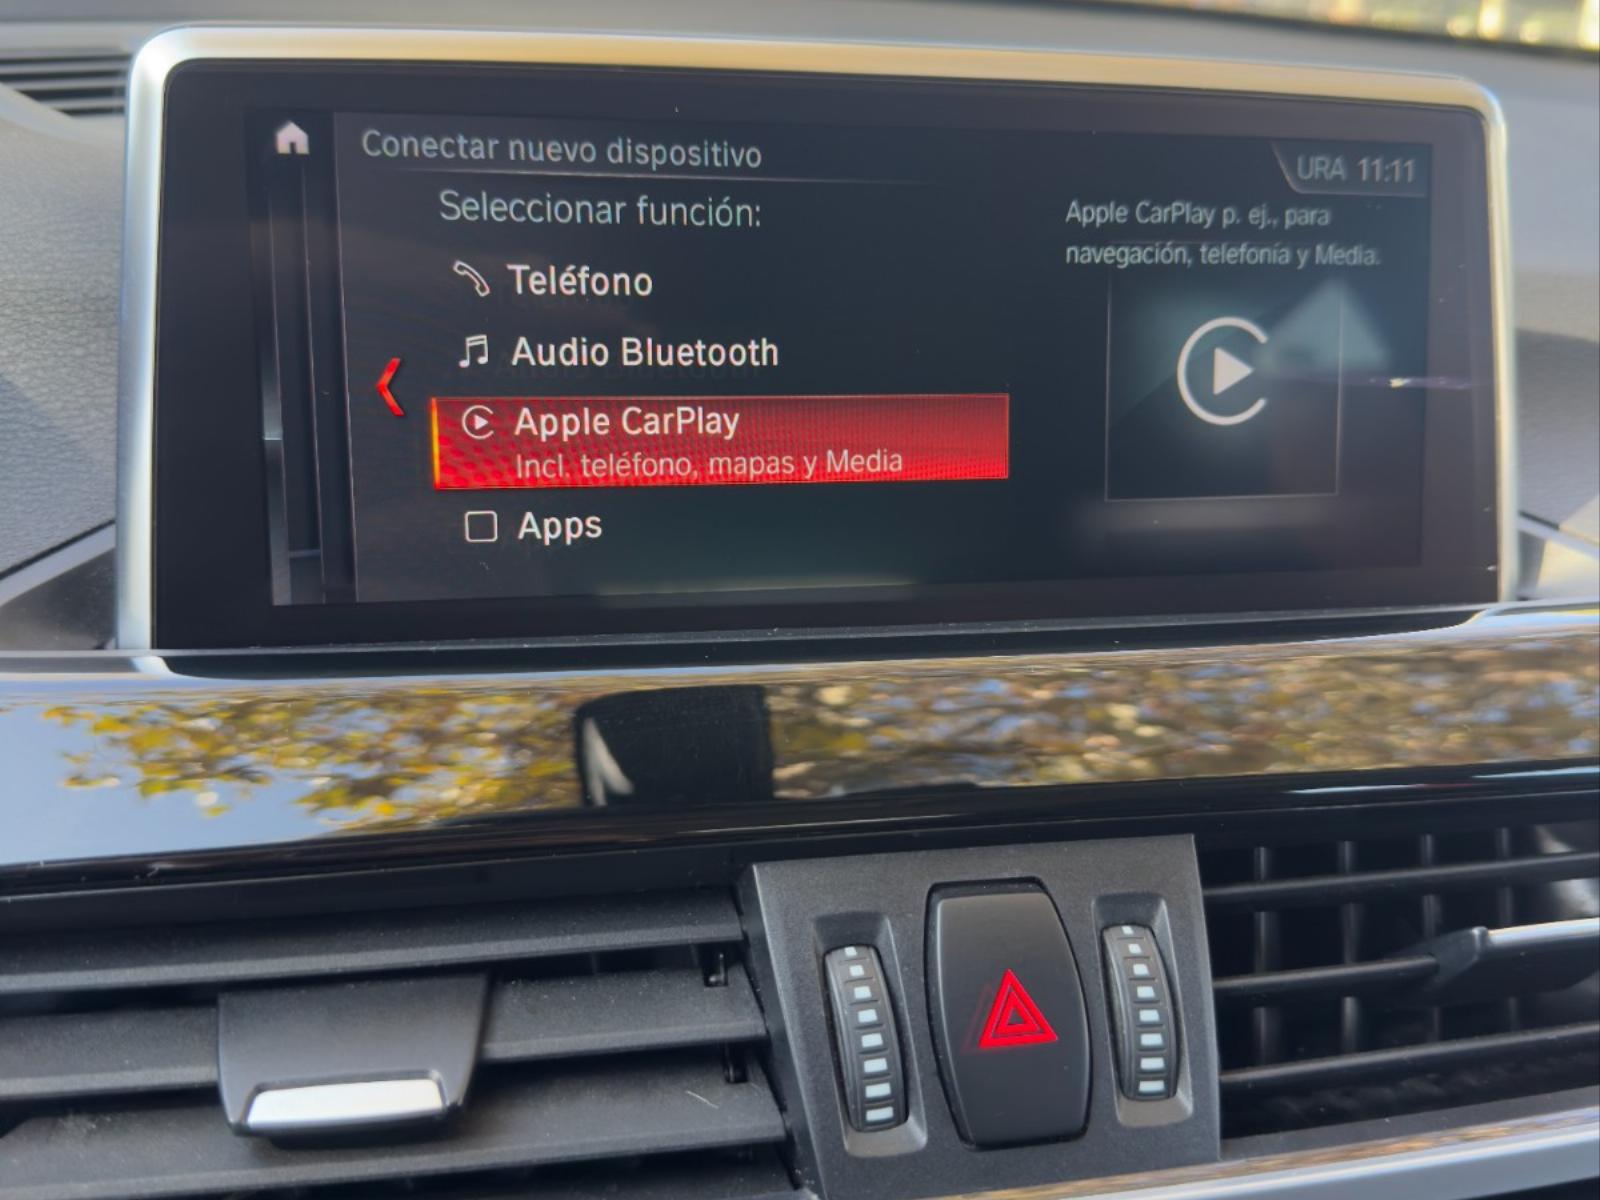 Conectar nuevo dispositivo
URA 11:11
Seleccionar función:
Teléfono
Audio Bluetooth
Apple CarPlay
Incl. teléfono, mapas y Media
Apps
Apple CarPlay p. ej., para
navegación, telefonía y Media.